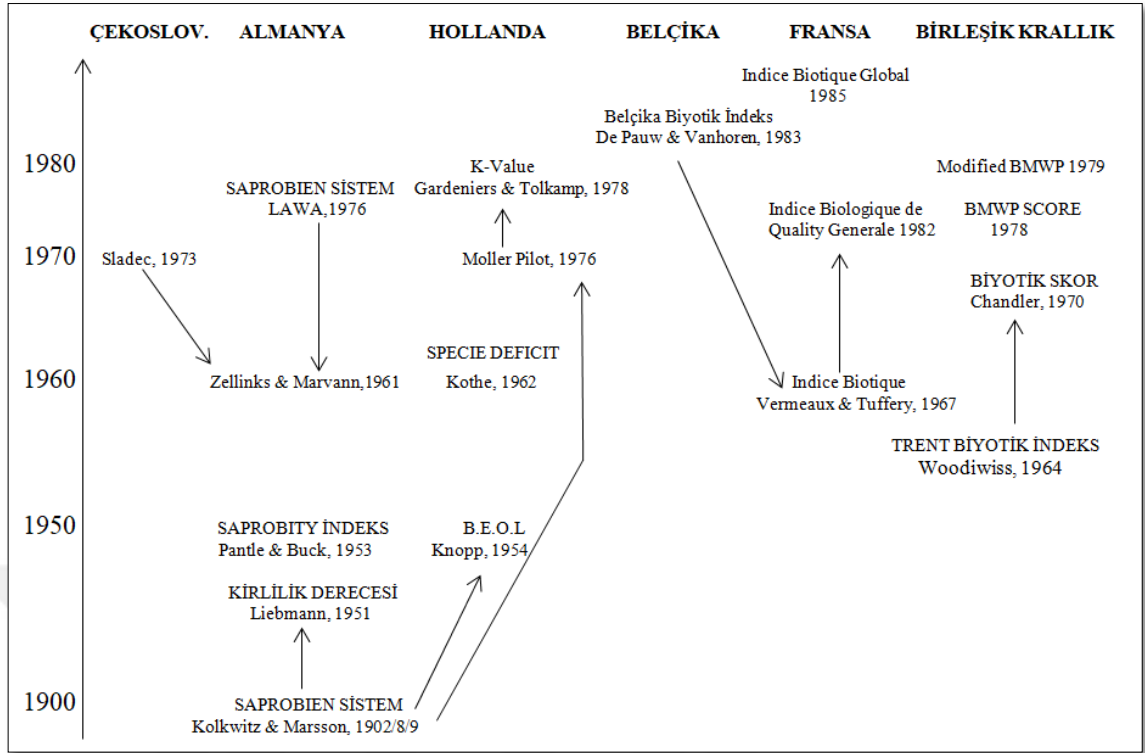 ÇEKOSLOV. ALMANYA HOLLANDA BELÇİKA FRANSA BİRLEŞİK KRALLIK
Indice Biotique Global
1985
Belçika Biyotik İndeks
De Pauw & Vanhoren, 1983
1980
K-Value
Gardeniers & Tolkamp, 1978
Modified BMWP 1979
SAPROBIEN SİSTEM
LAWA,1976
Indice Biologique de
Quality Generale 1982
BMWP SCORE
1978
1970
Sladec, 1973
Moller Pilot, 1976
BİYOTİK SKOR
Chandler, 1970
SPECIE DEFICIT
Kothe, 1962
1960
Zellinks & Marvann,1961
Indice Biotique
Vermeaux & Tuffery, 1967
TRENT BİYOTİK İNDEKS
Woodiwiss, 1964
1950
SAPROBITY İNDEKS
Pantle & Buck, 1953
B.E.O.L
Knopp, 1954
KİRLİLİK DERECESİ
Liebmann, 1951
1900
SAPROBIEN SİSTEM
Kolkwitz & Marsson, 1902/8/9